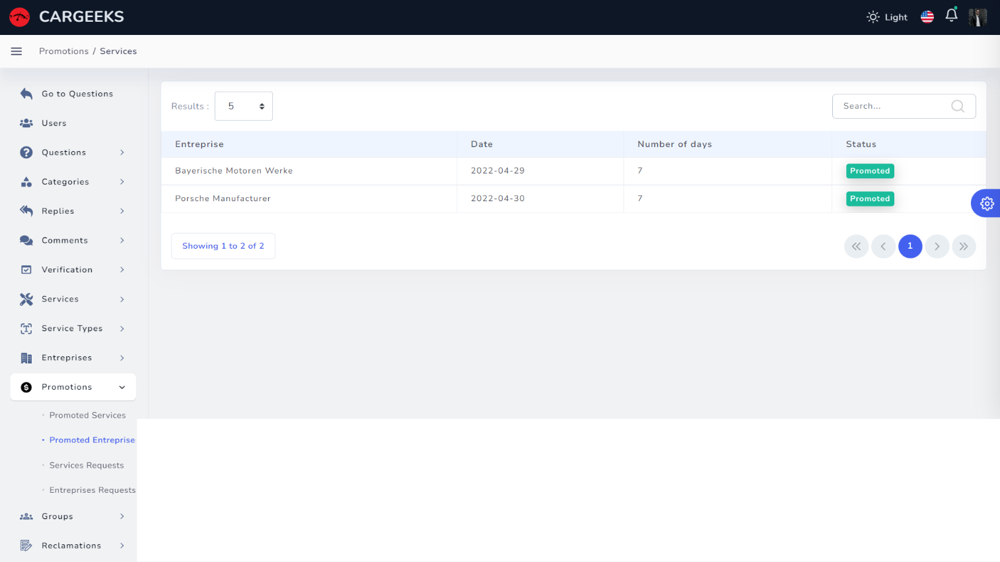 CARGEEKS
Light
Promotions / Services
Go to Questions
Users
Questions
Categories
Replies
Comments
Verification
Services
Service Types
Entreprises
Promotions
Promoted Services
Promoted Entreprise
Services Requests
Entreprises Requests
Groups
Reclamations
Results : 5
Search...
Entreprise Date Number of days Status
Bayerische Motoren Werke 2022-04-29 7 Promoted
Porsche Manufacturer 2022-04-30 7 Promoted
Showing 1 to 2 of 2
1